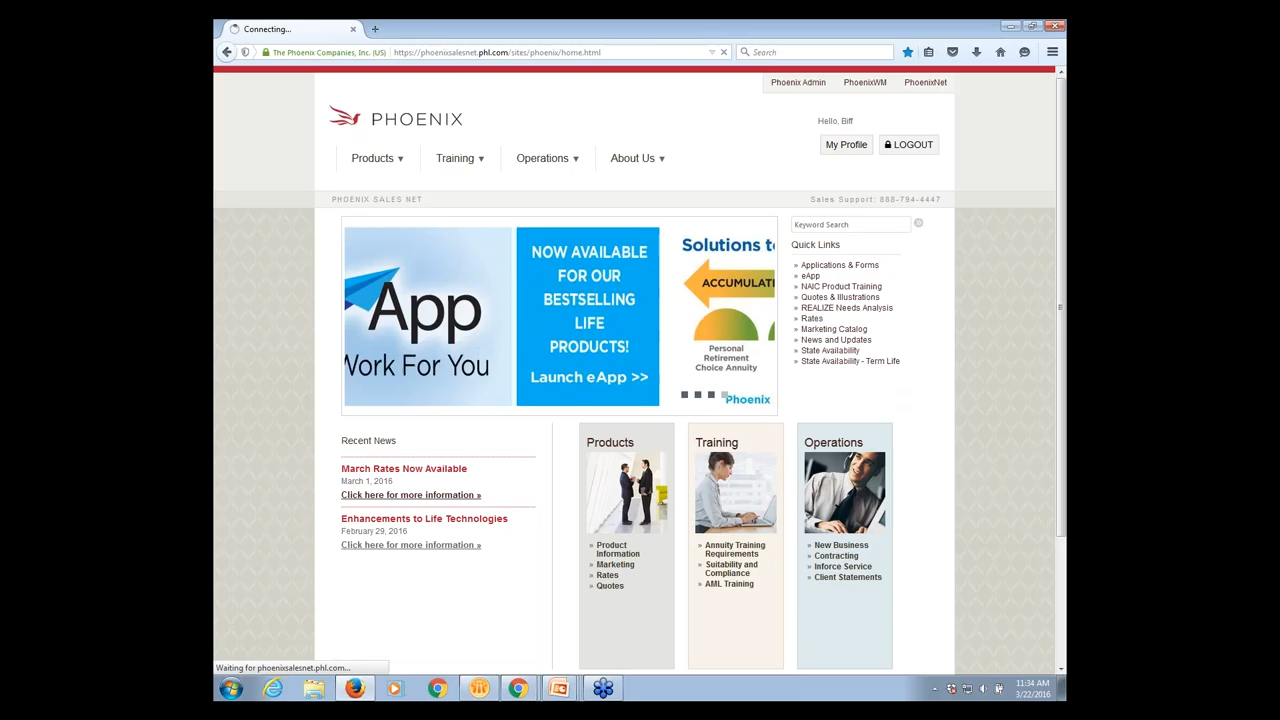 Connecting...
The Phoenix Companies, Inc. (US)
https://phoenixsalesnet.phl.com/sites/phoenix/home.html
Search
Phoenix Admin PhoenixWM PhoenixNet
PHOENIX
Hello, Biff
My Profile LOGOUT
Products Training Operations About Us
PHOENIX SALES NET
Sales Support: 888-794-4447
App
Work For You
NOW AVAILABLE
FOR OUR
BESTSELLING
LIFE
PRODUCTS!
Launch eApp >>
Solutions t
ACCUMULAT
Personal
Retirement
Choice Annuity
Phoenix
Keyword Search
Quick Links
» Applications & Forms
» eApp
» NAIC Product Training
» Quotes & Illustrations
» REALIZE Needs Analysis
» Rates
» Marketing Catalog
» News and Updates
» State Availability
» State Availability - Term Life
Recent News
March Rates Now Available
March 1, 2016
Click here for more information »
Enhancements to Life Technologies
February 29, 2016
Click here for more information »
Products
» Product
Information
» Marketing
» Rates
» Quotes
Training
» Annuity Training
Requirements
» Suitability and
Compliance
» AML Training
Operations
» New Business
» Contracting
» Inforce Service
» Client Statements
Waiting for phoenixsalesnet.phl.com...
11:34 AM
3/22/2016